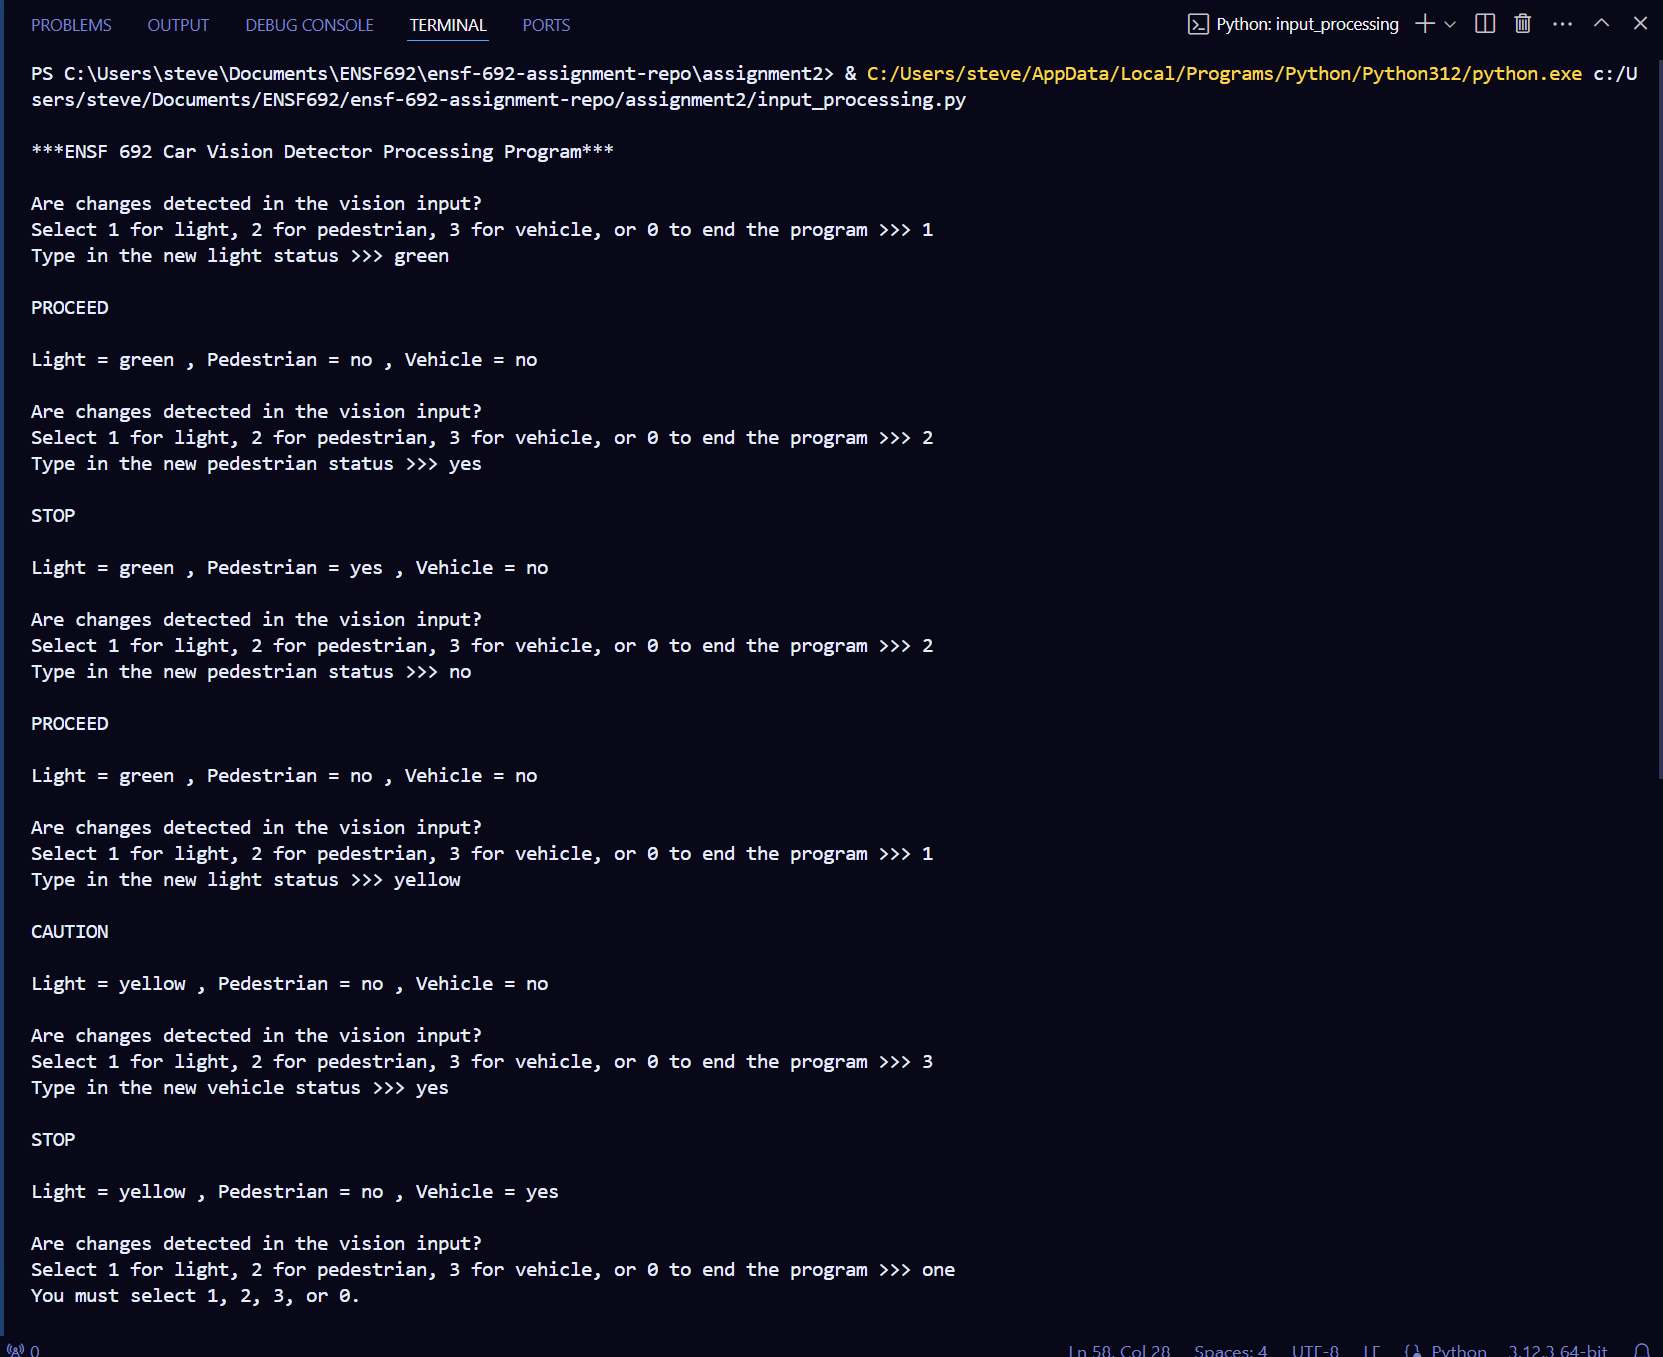 PROBLEMS OUTPUT DEBUG CONSOLE TERMINAL PORTS Python: input_processing
PS C:\Users\steve\Documents\ENSF692\ensf-692-assignment-repo\assignment2> & C:/Users/steve/AppData/Local/Programs/Python/Python312/python.exe c:/U
sers/steve/Documents/ENSF692/ensf-692-assignment-repo/assignment2/input_processing.py
***ENSF 692 Car Vision Detector Processing Program***
Are changes detected in the vision input?
Select 1 for light, 2 for pedestrian, 3 for vehicle, or 0 to end the program >>> 1
Type in the new light status >>> green
PROCEED
Light = green , Pedestrian = no , Vehicle = no
Are changes detected in the vision input?
Select 1 for light, 2 for pedestrian, 3 for vehicle, or 0 to end the program >>> 2
Type in the new pedestrian status >>> yes
STOP
Light = green , Pedestrian = yes , Vehicle = no
Are changes detected in the vision input?
Select 1 for light, 2 for pedestrian, 3 for vehicle, or 0 to end the program >>> 2
Type in the new pedestrian status >>> no
PROCEED
Light = green , Pedestrian = no , Vehicle = no
Are changes detected in the vision input?
Select 1 for light, 2 for pedestrian, 3 for vehicle, or 0 to end the program >>> 1
Type in the new light status >>> yellow
CAUTION
Light = yellow , Pedestrian = no , Vehicle = no
Are changes detected in the vision input?
Select 1 for light, 2 for pedestrian, 3 for vehicle, or 0 to end the program >>> 3
Type in the new vehicle status >>> yes
STOP
Light = yellow , Pedestrian = no , Vehicle = yes
Are changes detected in the vision input?
Select 1 for light, 2 for pedestrian, 3 for vehicle, or 0 to end the program >>> one
You must select 1, 2, 3, or 0.
0 Ln 58, Col 28 Spaces: 4 UTF-8 LF Python 3.12.3 64-bit